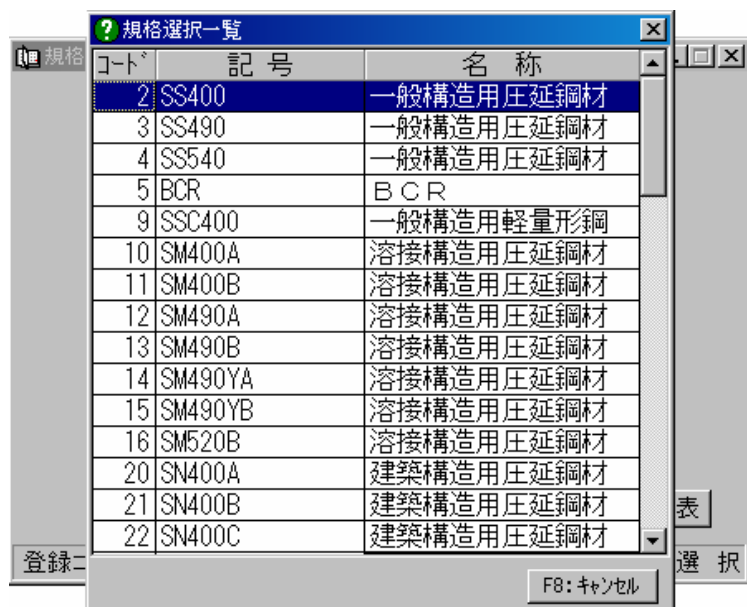 規格選択一覧
規格
コード 記号 名称
2 SS400 一般構造用圧延鋼材
3 SS490 一般構造用圧延鋼材
4 SS540 一般構造用圧延鋼材
5 BCR ＢＣＲ
9 SSC400 一般構造用軽量形鋼
10 SM400A 溶接構造用圧延鋼材
11 SM400B 溶接構造用圧延鋼材
12 SM490A 溶接構造用圧延鋼材
13 SM490B 溶接構造用圧延鋼材
14 SM490YA 溶接構造用圧延鋼材
15 SM490YB 溶接構造用圧延鋼材
16 SM520B 溶接構造用圧延鋼材
20 SN400A 建築構造用圧延鋼材
21 SN400B 建築構造用圧延鋼材
表
22 SN400C 建築構造用圧延鋼材
登録 選 択
F8:ｷｬﾝｾﾙ